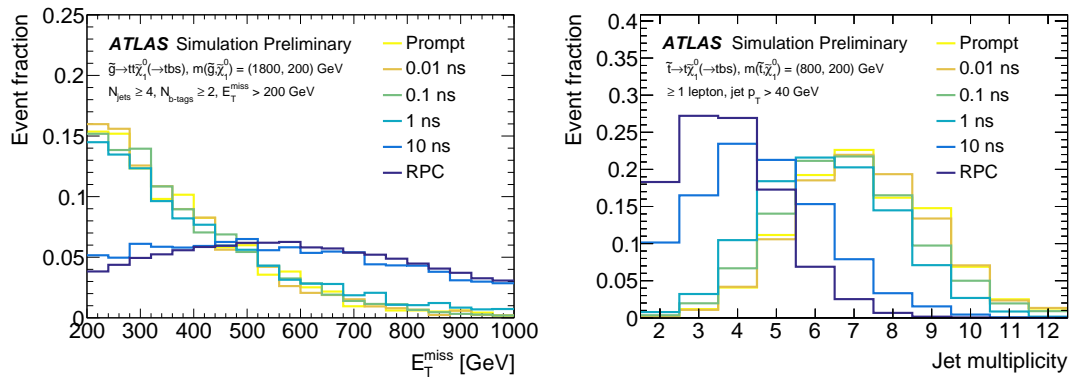 Event fraction
0.25
0.2
0.15
0.1
0.05
0
ATLAS Simulation Preliminary
g̃→tt̄χ̃₁⁰(→tbs), m(g̃,χ̃₁⁰) = (1800, 200) GeV
N_jets ≥ 4, N_b-tags ≥ 2, E_T^miss > 200 GeV
Prompt
0.01 ns
0.1 ns
1 ns
10 ns
RPC
200 300 400 500 600 700 800 900 1000
E_T^miss [GeV]
Event fraction
0.4
0.35
0.3
0.25
0.2
0.15
0.1
0.05
0
ATLAS Simulation Preliminary
t̃→tχ̃₁⁰(→tbs), m(t̃,χ̃₁⁰) = (800, 200) GeV
≥ 1 lepton, jet p_T > 40 GeV
Prompt
0.01 ns
0.1 ns
1 ns
10 ns
RPC
2 3 4 5 6 7 8 9 10 11 12
Jet multiplicity